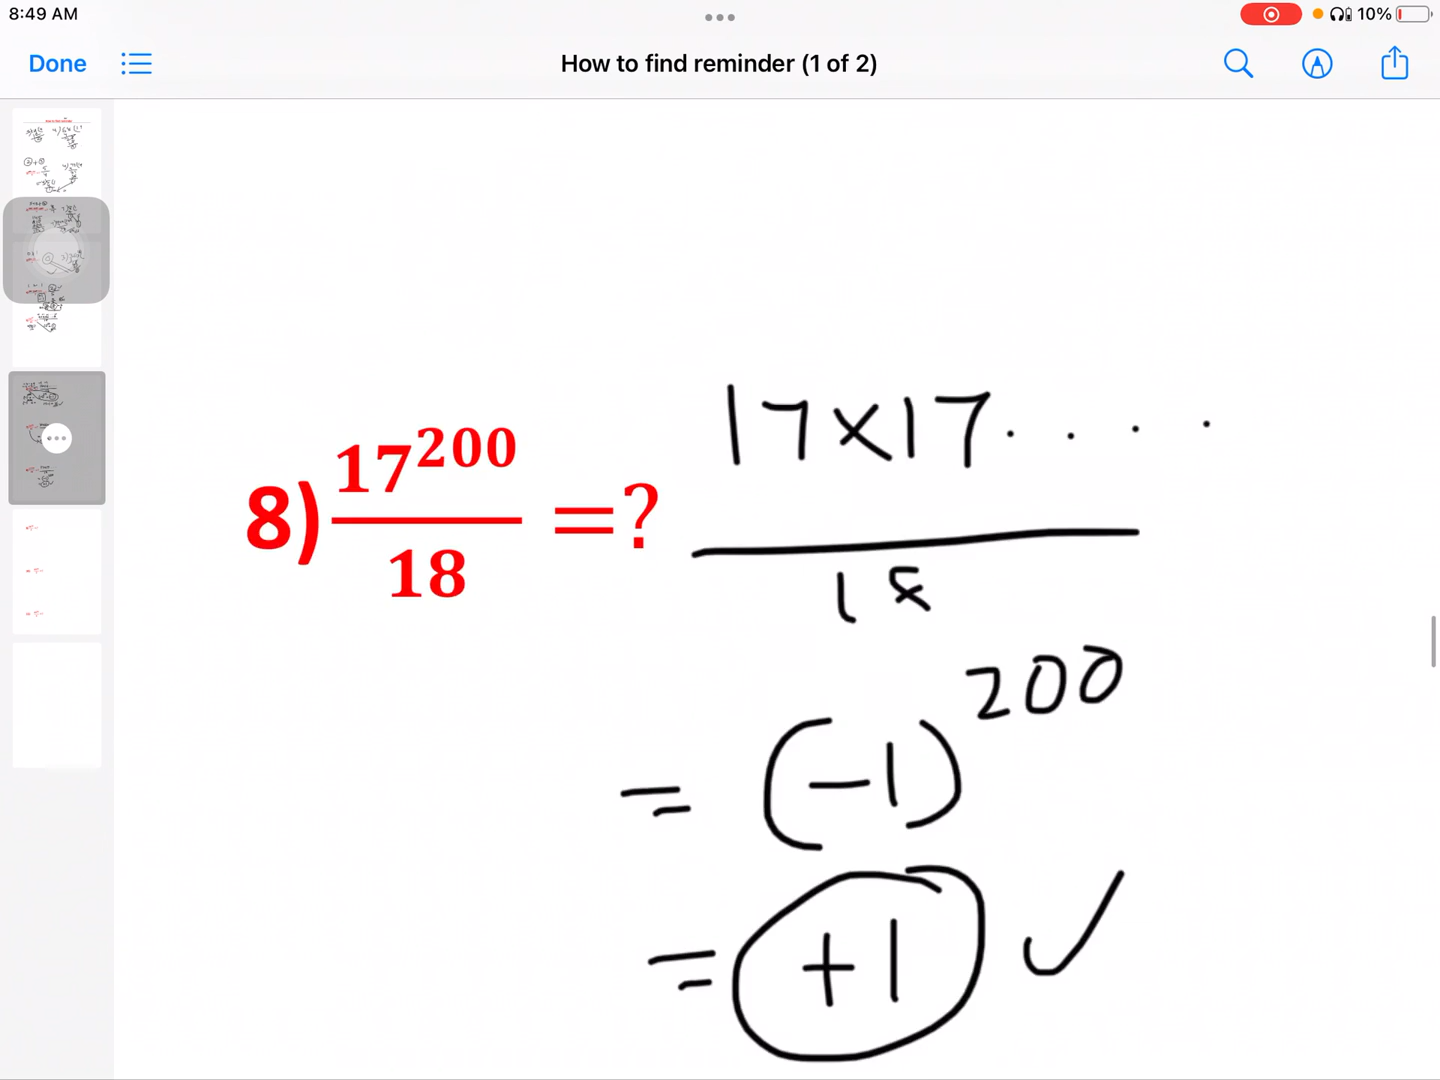 8:49 AM
10%
Done
How to find reminder (1 of 2)
17×17 . . . .
18
8) 17^200 / 18 =?
= (-1)^200
= +1 ✓